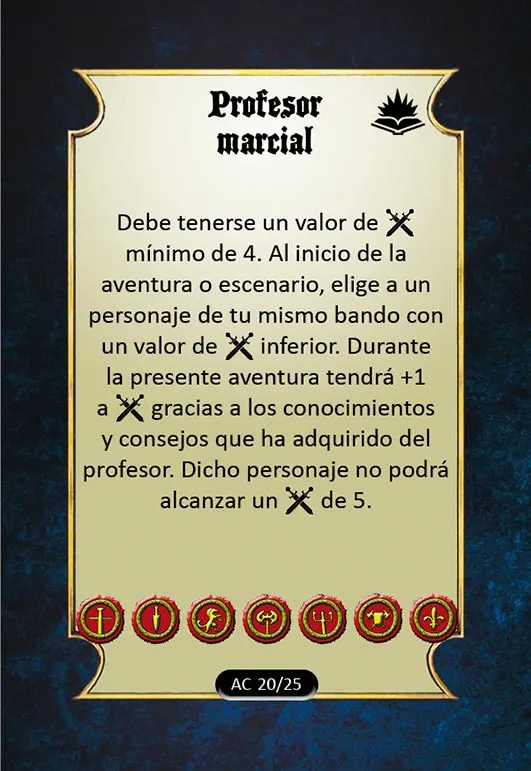 Profesor
marcial
Debe tenerse un valor de
mínimo de 4. Al inicio de la
aventura o escenario, elige a un
personaje de tu mismo bando con
un valor de inferior. Durante
la presente aventura tendrá +1
a gracias a los conocimientos
y consejos que ha adquirido del
profesor. Dicho personaje no podrá
alcanzar un de 5.
AC 20/25